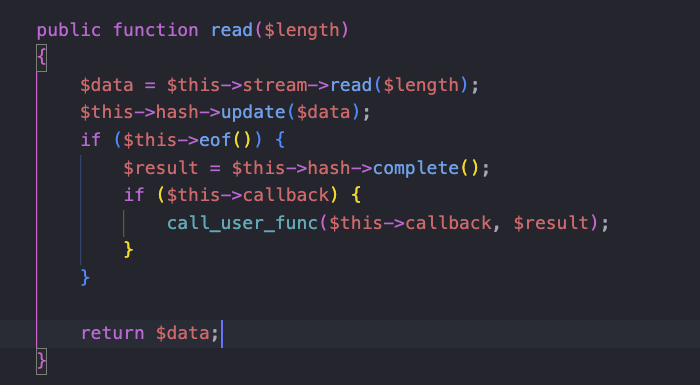 public function read($length)
{
    $data = $this->stream->read($length);
    $this->hash->update($data);
    if ($this->eof()) {
        $result = $this->hash->complete();
        if ($this->callback) {
            call_user_func($this->callback, $result);
        }
    }

    return $data;
}